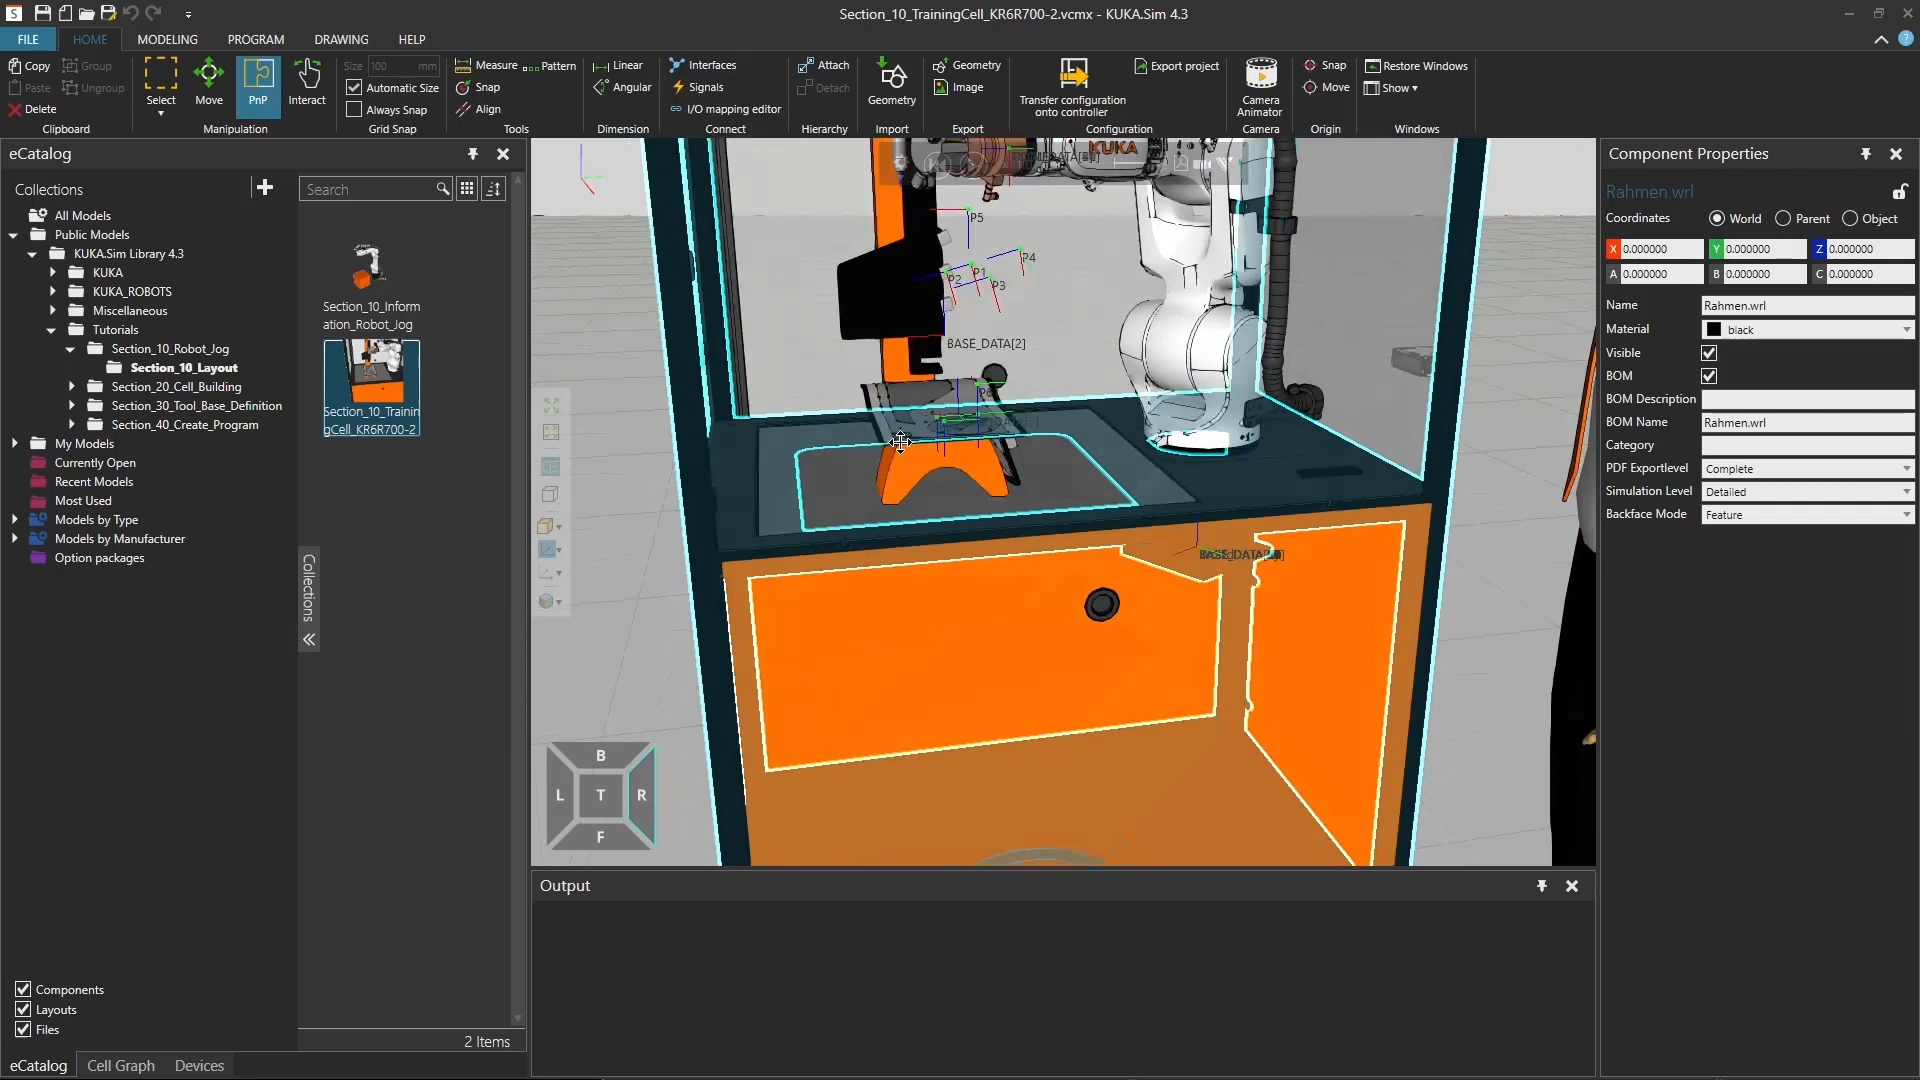 Section_10_TrainingCell_KR6R700-2.vcmx - KUKA.Sim 4.3
FILE
HOME
MODELING
PROGRAM
DRAWING
HELP
Copy
Group
Paste
Ungroup
Delete
Clipboard
Select
Move
PnP
Interact
Manipulation
Size 100 mm
Automatic Size
Always Snap
Grid Snap
Measure
Pattern
Snap
Align
Tools
Linear
Angular
Dimension
Interfaces
Signals
I/O mapping editor
Connect
Attach
Detach
Hierarchy
Geometry
Import
Geometry
Image
Export
Transfer configuration
onto controller
Export project
Configuration
Camera
Animator
Camera
Snap
Move
Origin
Restore Windows
Show
Windows
eCatalog
Collections
Search
All Models
Public Models
KUKA.Sim Library 4.3
KUKA
KUKA_ROBOTS
Miscellaneous
Tutorials
Section_10_Robot_Jog
Section_10_Layout
Section_20_Cell_Building
Section_30_Tool_Base_Definition
Section_40_Create_Program
My Models
Currently Open
Recent Models
Most Used
Models by Type
Models by Manufacturer
Option packages
Components
Layouts
Files
Section_10_Inform
ation_Robot_Jog
Section_10_Trainin
gCell_KR6R700-2
Collections
2 Items
eCatalog
Cell Graph
Devices
KUKA
P5
P4
P2
P1
P3
BASE_DATA[2]
B
L
T
R
F
Output
Component Properties
Rahmen.wrl
Coordinates
World
Parent
Object
X 0.000000
Y 0.000000
Z 0.000000
A 0.000000
B 0.000000
C 0.000000
Name Rahmen.wrl
Material black
Visible
BOM
BOM Description
BOM Name Rahmen.wrl
Category
PDF Exportlevel Complete
Simulation Level Detailed
Backface Mode Feature